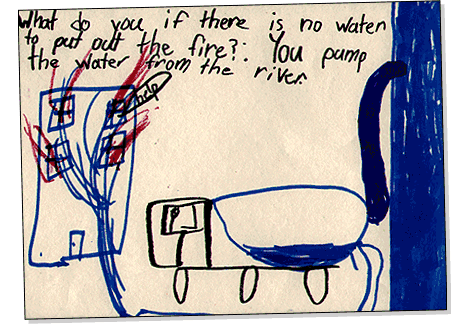 What do you if there is no water
to put out the fire?. You pump
the water from the river.
help